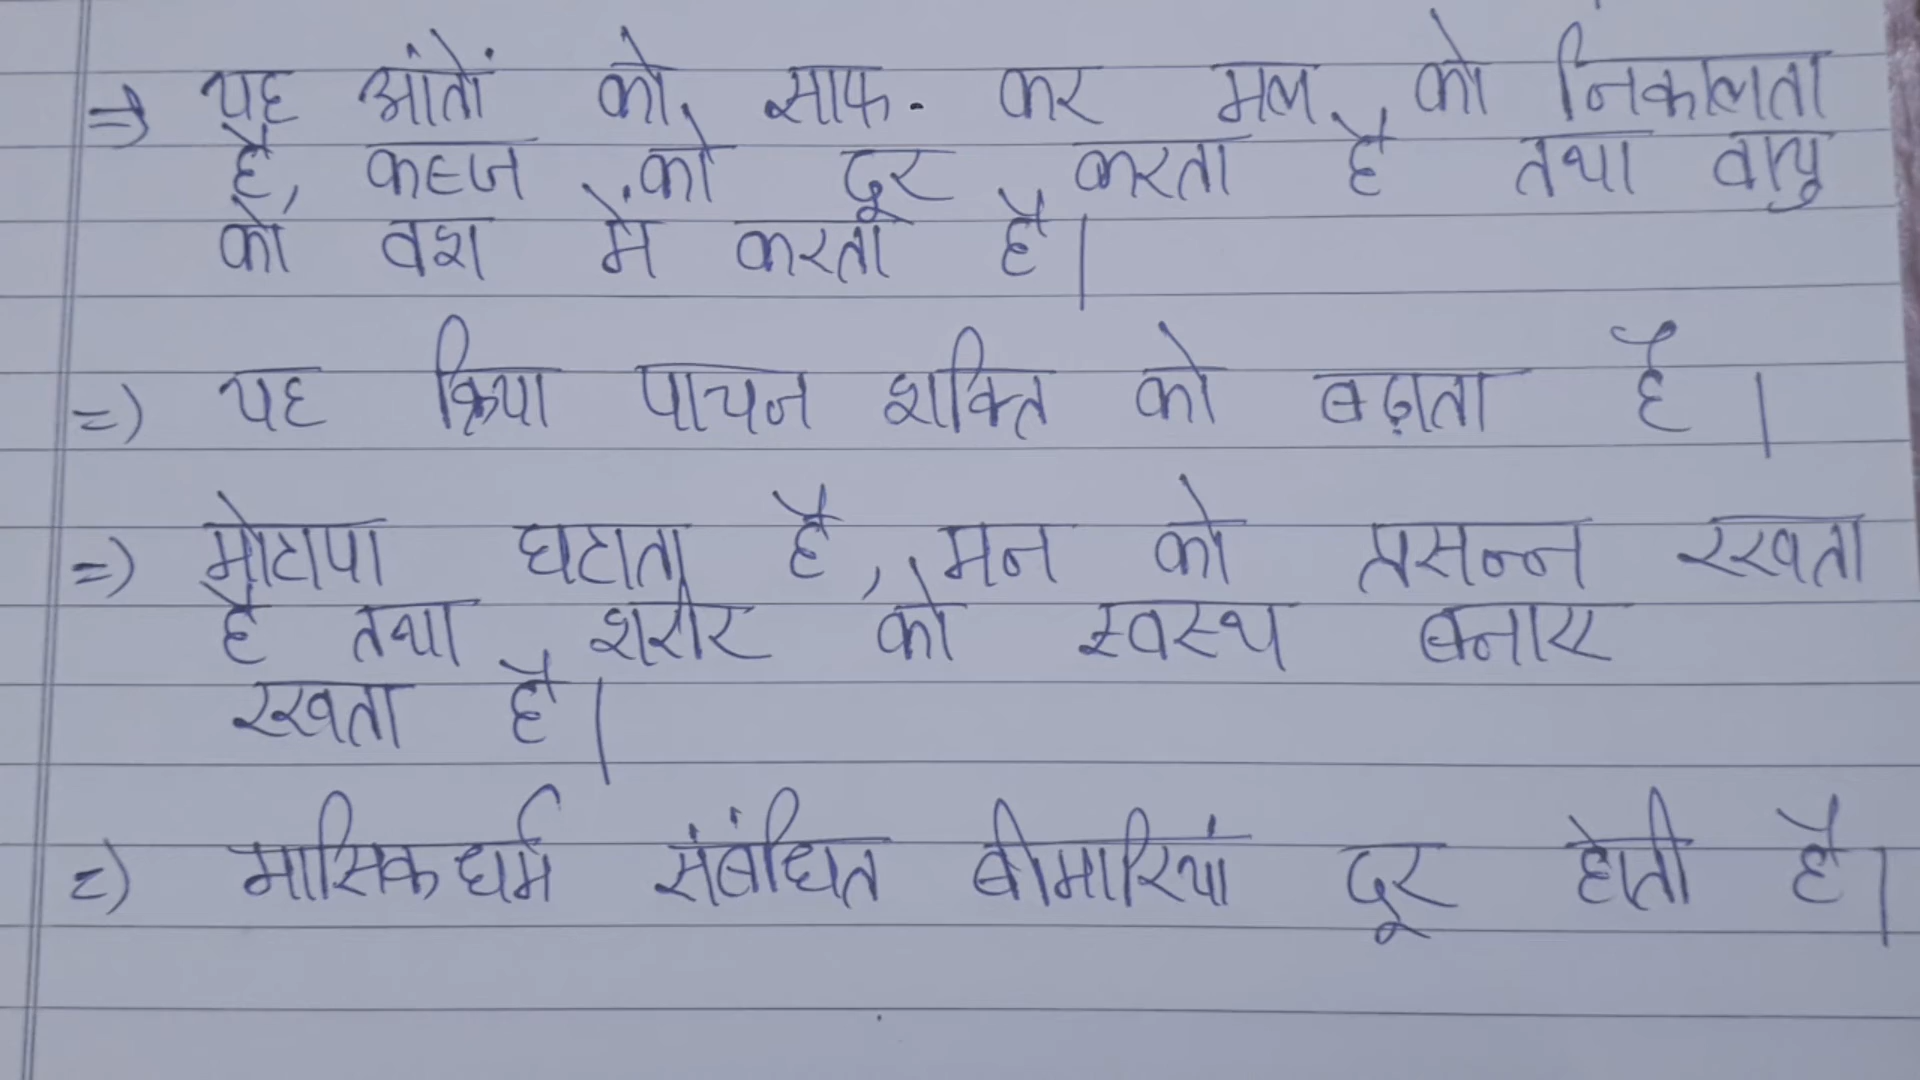 ⇒ यह आंतों को साफ कर मल को निकालता
है, कब्ज को दूर करता है तथा वायु
को वश में करता है।
⇒ यह क्रिया पाचन शक्ति को बढ़ाता है।
⇒ मोटापा घटाता है, मन को प्रसन्न रखता
है तथा शरीर को स्वस्थ बनाए
रखता है।
⇒ मासिक धर्म संबंधित बीमारियां दूर होती है।